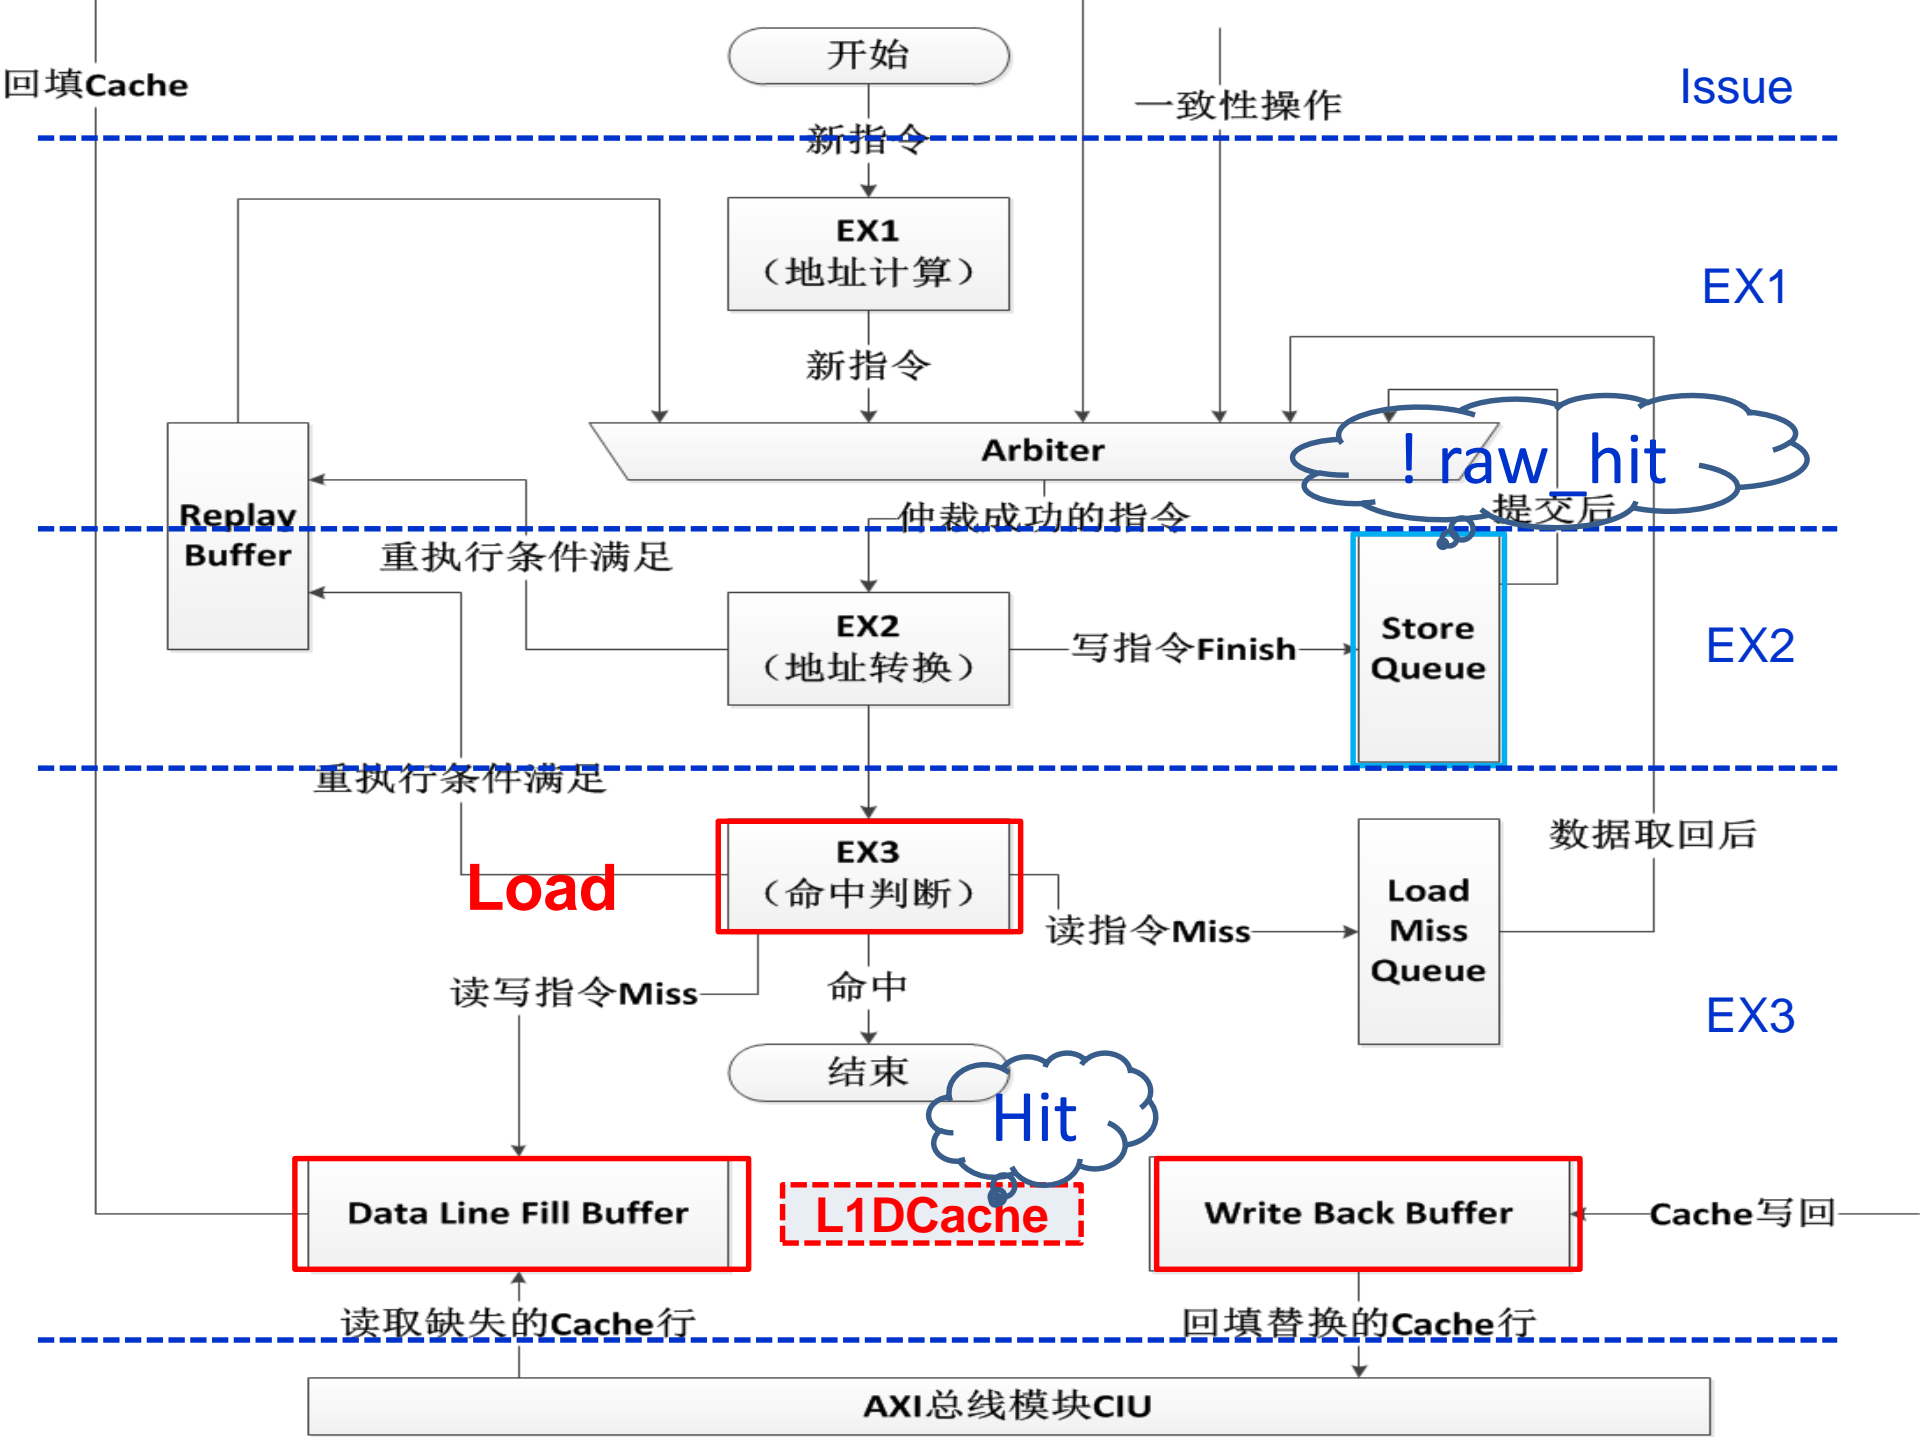 开始
回填Cache
Issue
一致性操作
新指令
EX1
（地址计算）
EX1
新指令
Arbiter
! raw_hit
提交后
仲裁成功的指令
Replay
Buffer
重执行条件满足
EX2
（地址转换）
写指令Finish
Store
Queue
EX2
重执行条件满足
EX3
（命中判断）
Load
数据取回后
读指令Miss
Load
Miss
Queue
读写指令Miss
命中
EX3
结束
Hit
Data Line Fill Buffer
L1DCache
Write Back Buffer
Cache写回
读取缺失的Cache行
回填替换的Cache行
AXI总线模块CIU